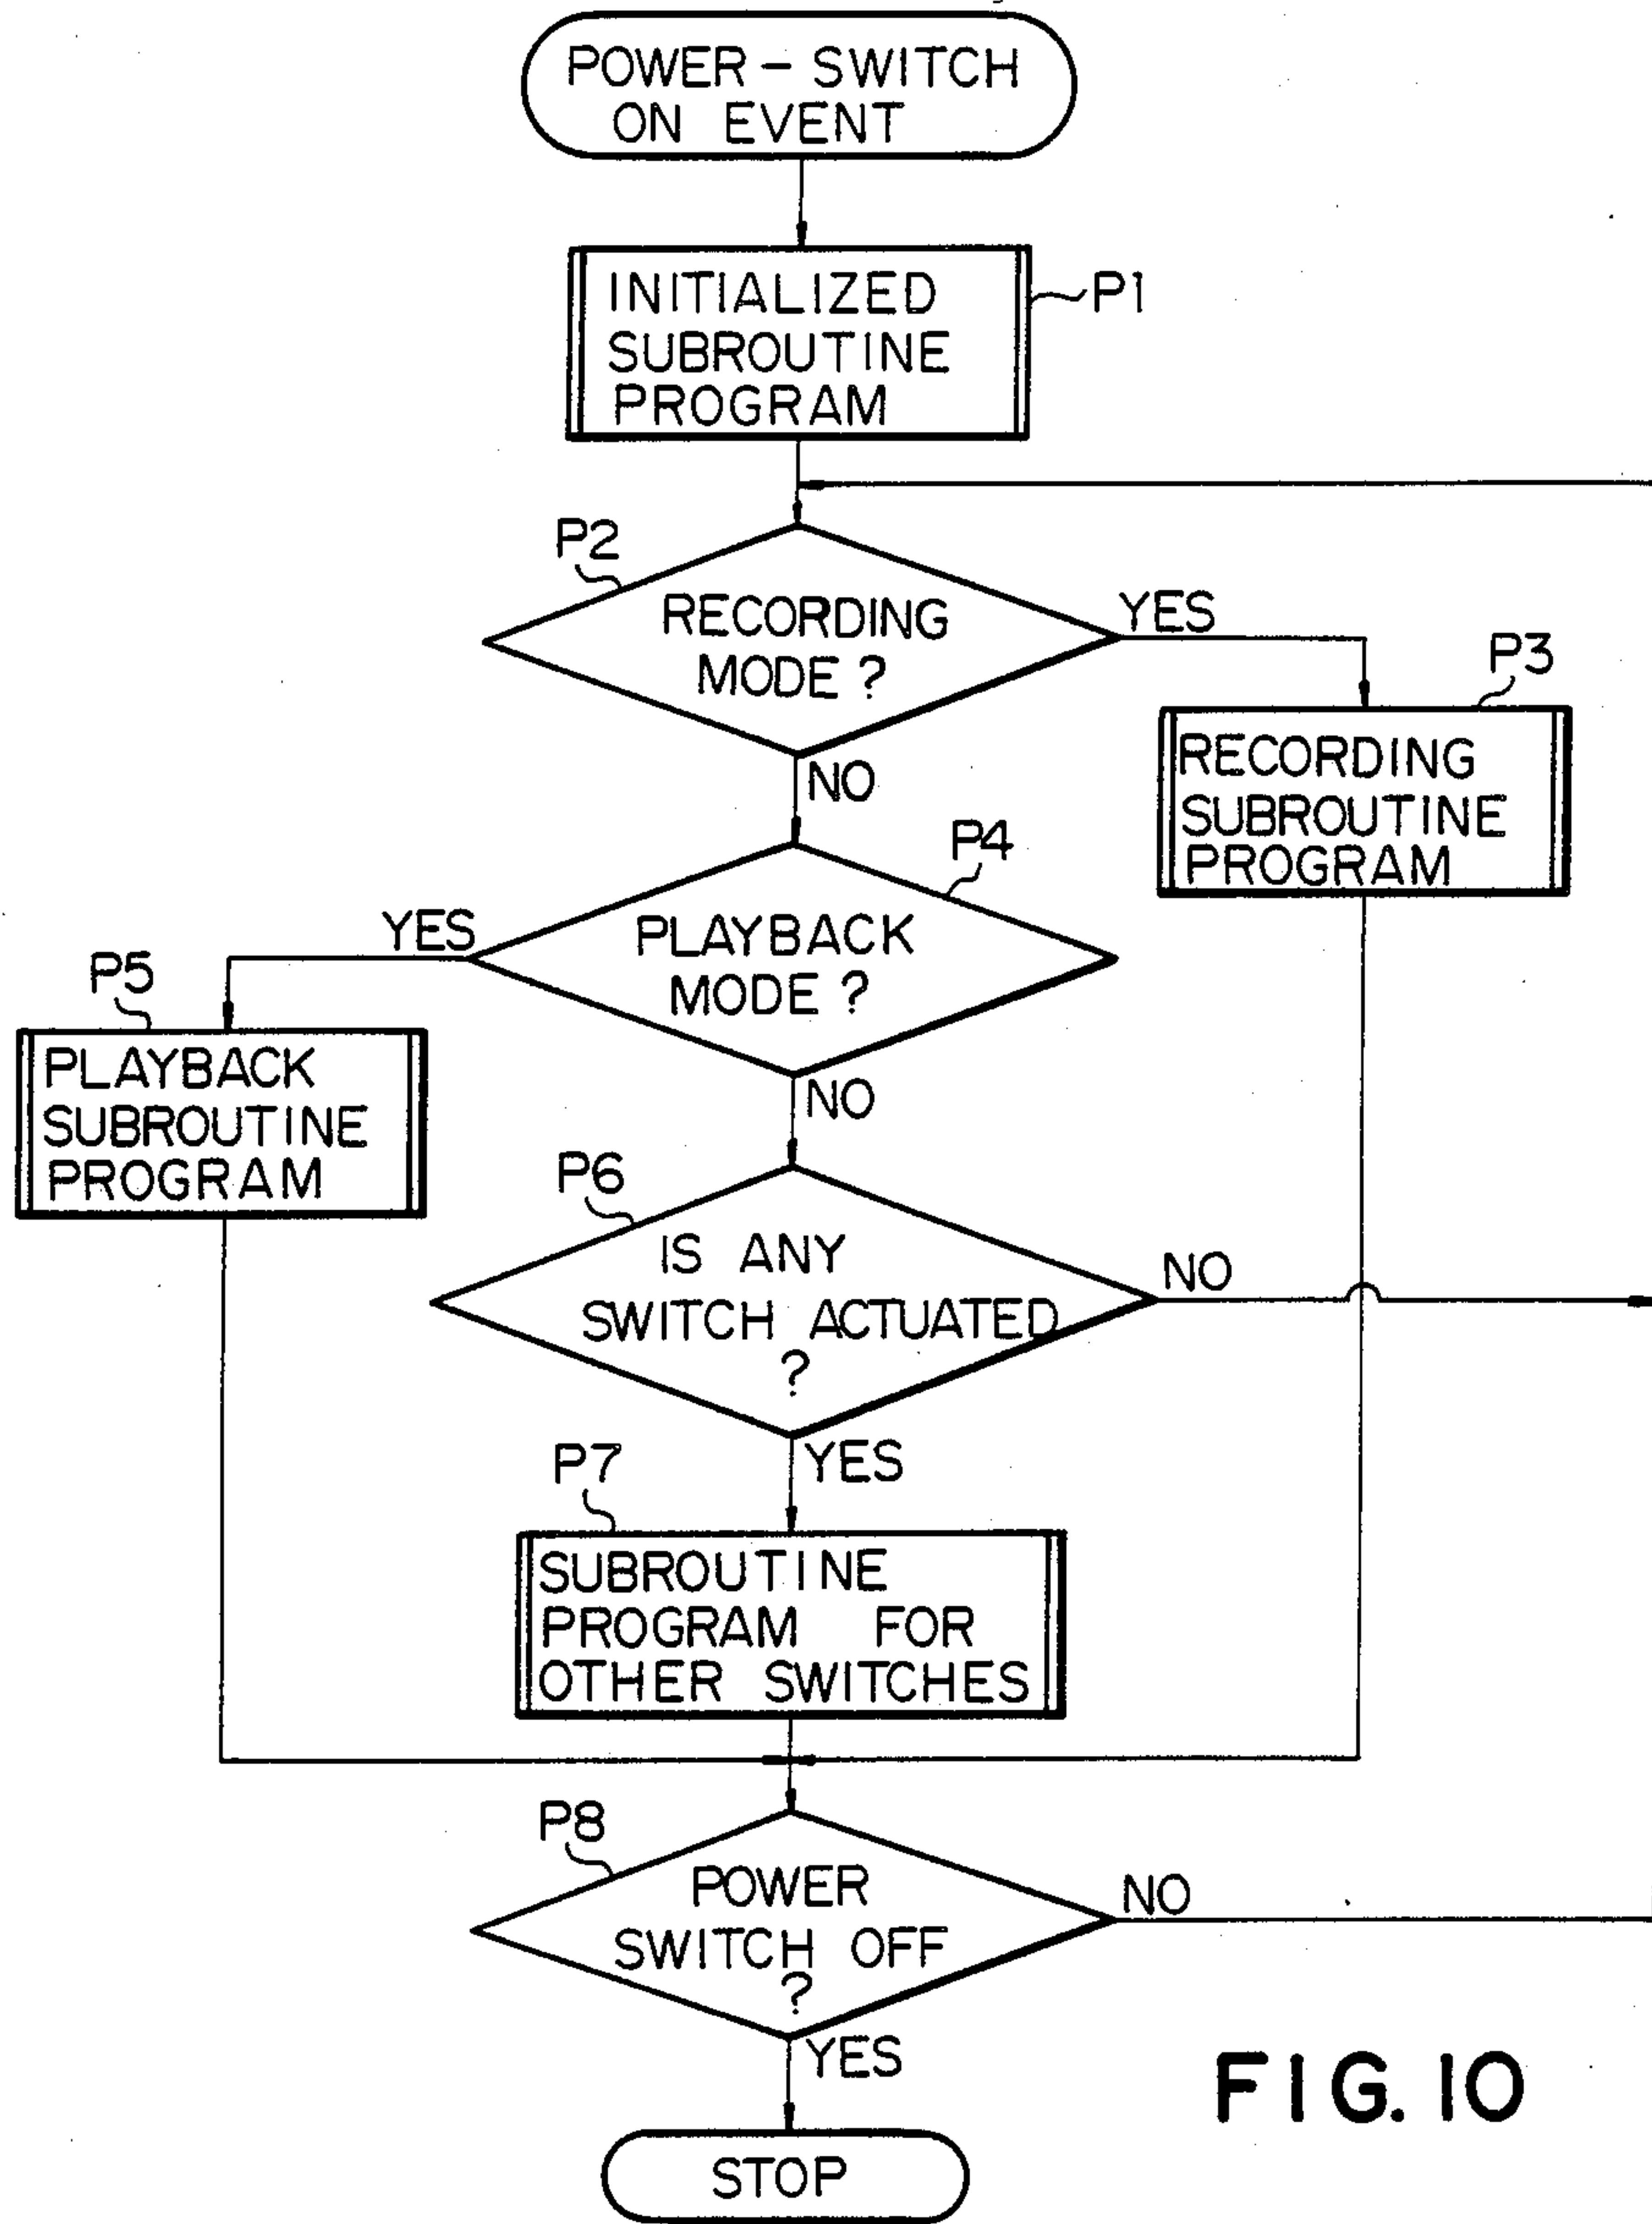 POWER – SWITCH
ON EVENT
INITIALIZED
SUBROUTINE
PROGRAM
P1
P2
RECORDING
MODE ?
YES
NO
P3
RECORDING
SUBROUTINE
PROGRAM
P4
PLAYBACK
MODE ?
YES
NO
P5
PLAYBACK
SUBROUTINE
PROGRAM
P6
IS ANY
SWITCH ACTUATED
?
NO
YES
P7
SUBROUTINE
PROGRAM FOR
OTHER SWITCHES
P8
POWER
SWITCH OFF
?
NO
YES
STOP
FIG. 10